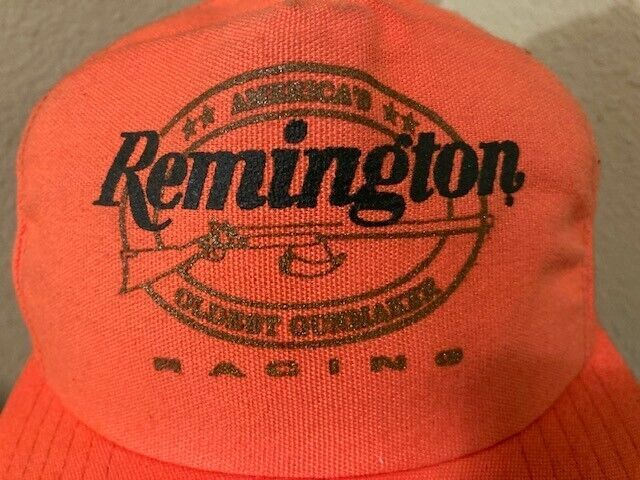 AMERICA'S
Remington
OLDEST GUNMAKER
RACING